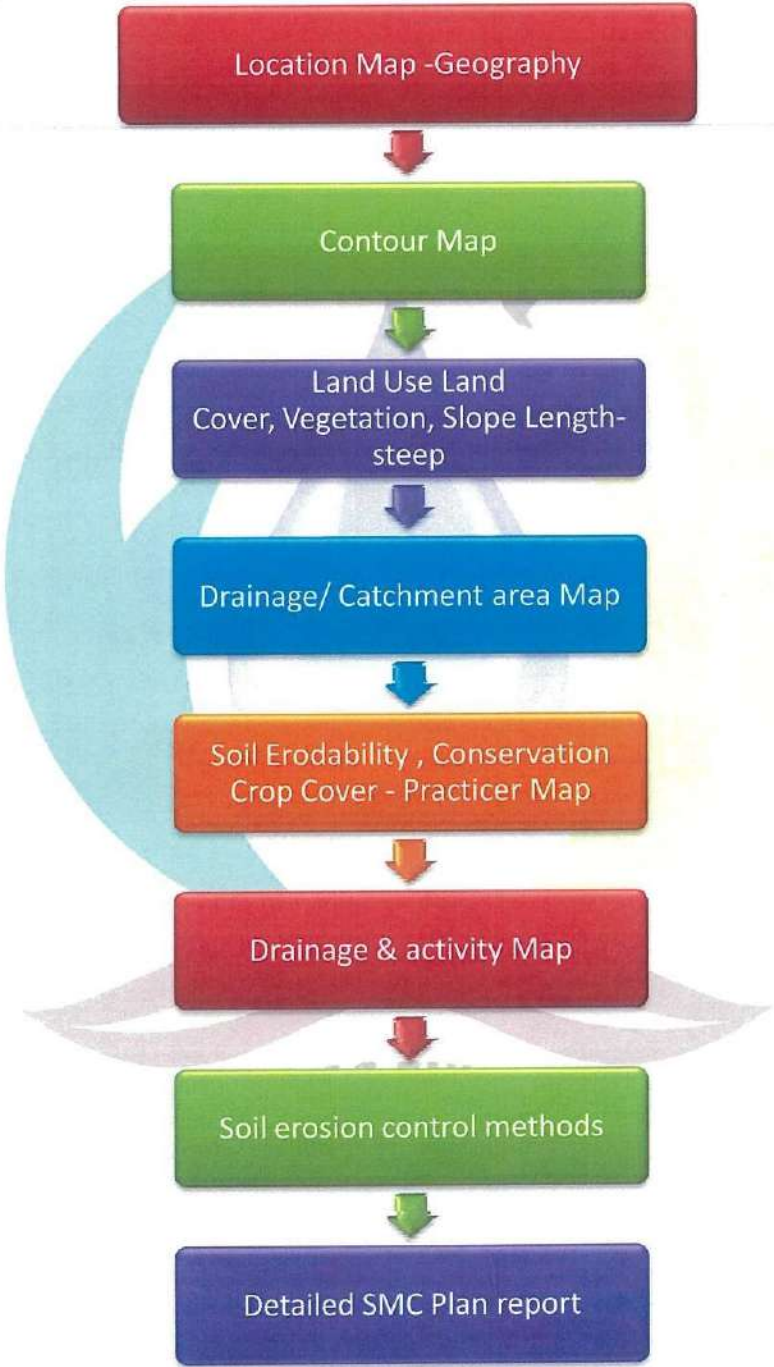 Location Map -Geography
Contour Map
Land Use Land
Cover, Vegetation, Slope Length-
steep
Drainage/ Catchment area Map
Soil Erodability , Conservation
Crop Cover - Practicer Map
Drainage & activity Map
Soil erosion control methods
Detailed SMC Plan report